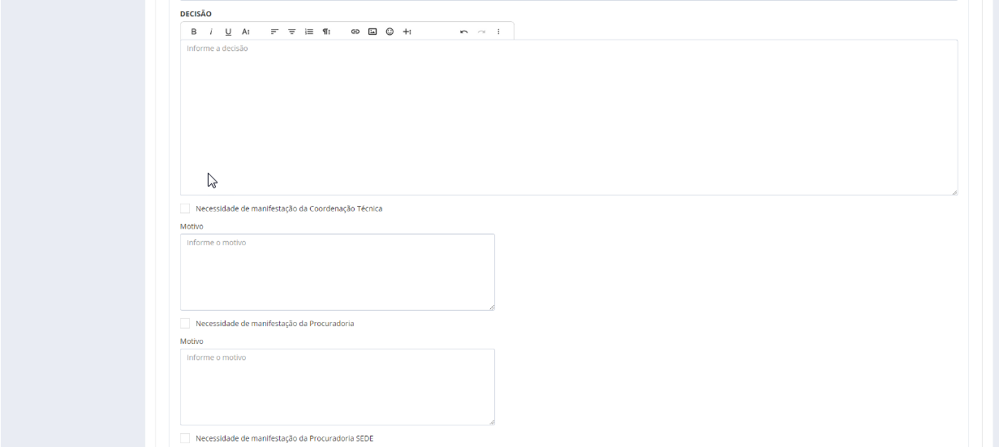 DECISÃO
B i U A
Informe a decisão
Necessidade de manifestação da Coordenação Técnica
Motivo
Informe o motivo
Necessidade de manifestação da Procuradoria
Motivo
Informe o motivo
Necessidade de manifestação da Procuradoria SEDE